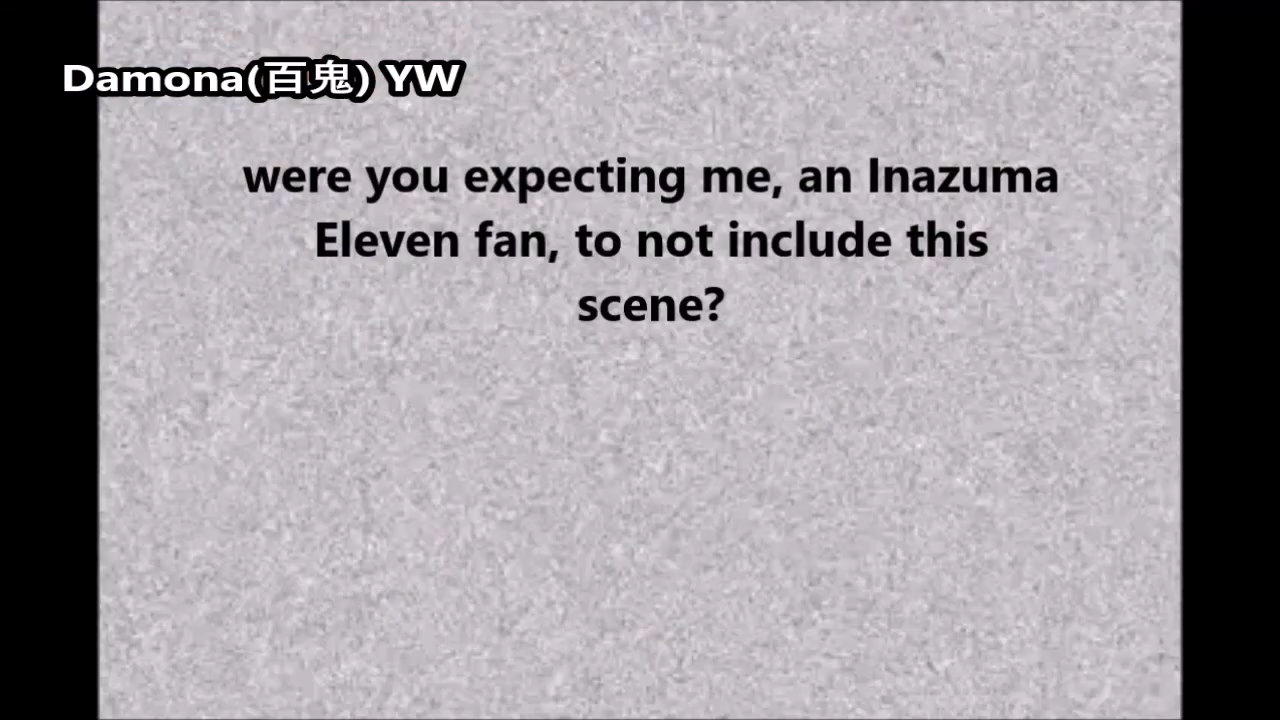 Damona(百鬼) YW
were you expecting me, an Inazuma
Eleven fan, to not include this
scene?